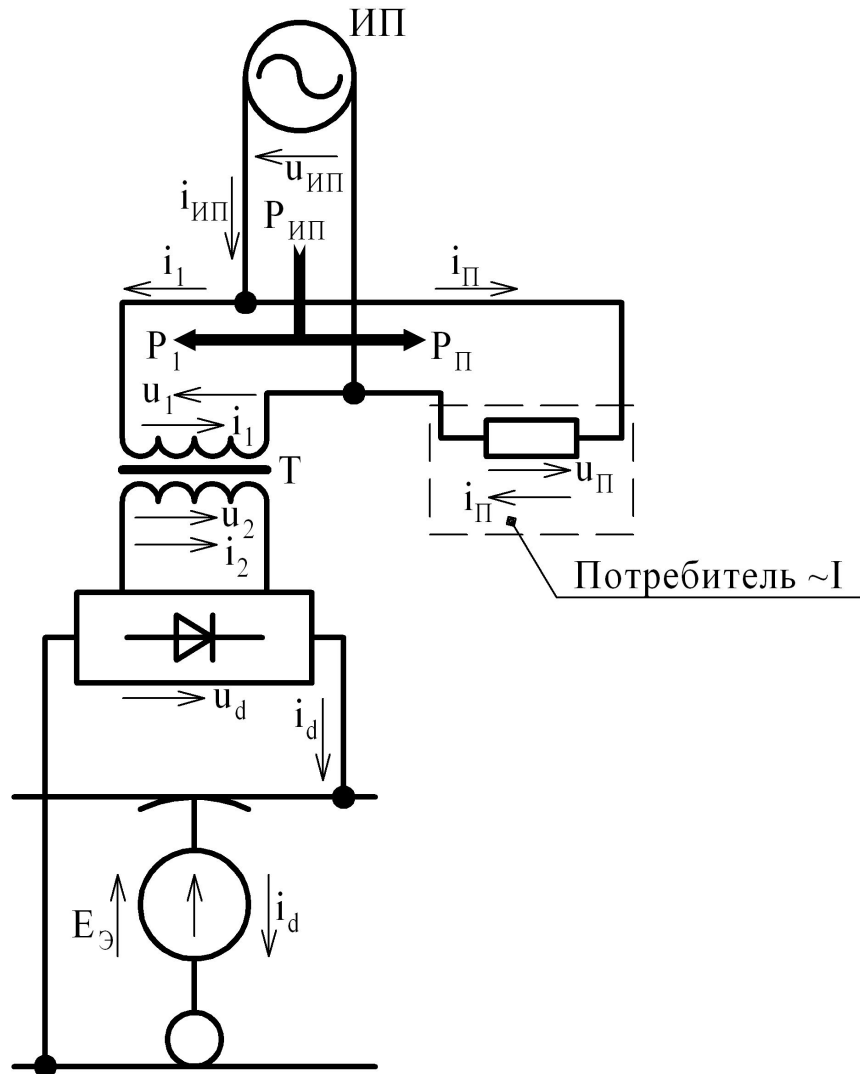 ИП
u_ИП
i_ИП
P_ИП
i_1
i_П
P_1
P_П
u_1
i_1
T
u_П
i_П
u_2
i_2
Потребитель ~I
u_d
i_d
E_Э
i_d